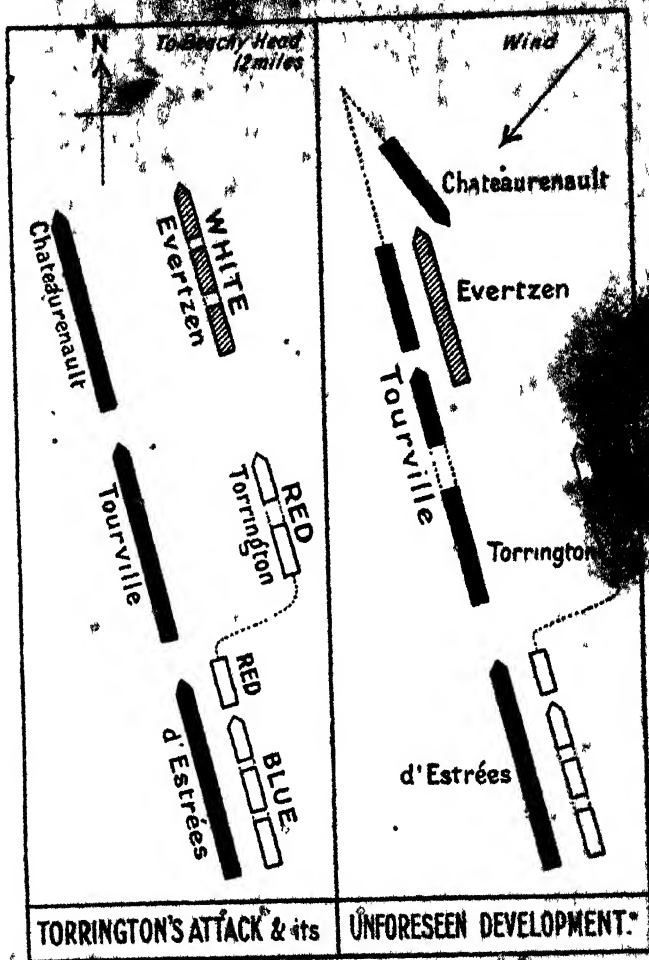 N
To Beachy Head
12 miles
Chateaurenault
WHITE
Evertzen
Tourville
RED
Torrington
RED
d'Estrées
BLUE
Wind
Chateaurenault
Evertzen
Tourville
Torrington
d'Estrées
TORRINGTON'S ATTACK & its
UNFORESEEN DEVELOPMENT.